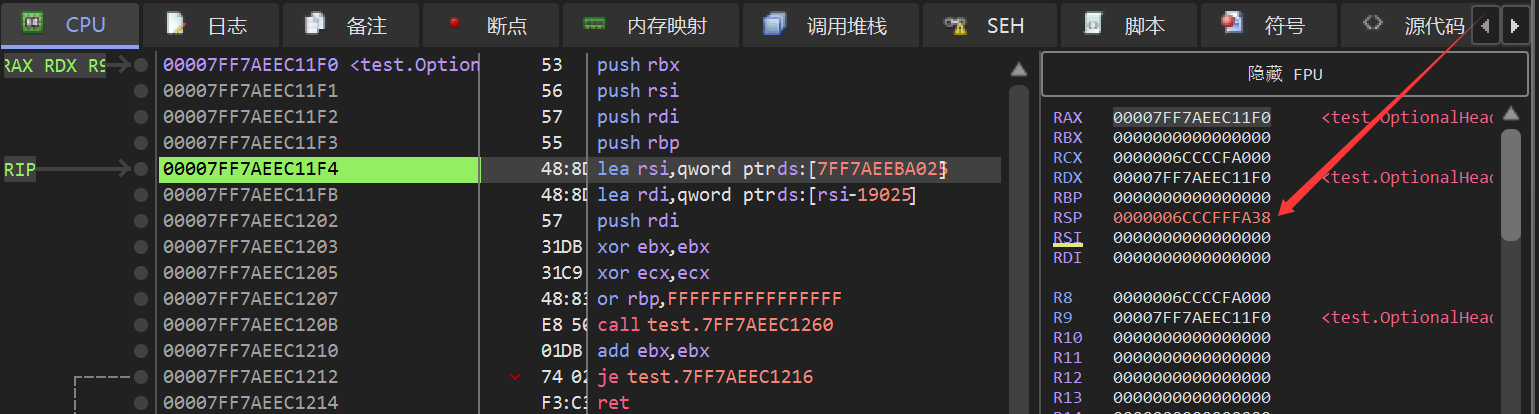 CPU 日志 备注 断点 内存映射 调用堆栈 SEH 脚本 符号 源代码
隐藏 FPU
RAX RDX RS 00007FF7AEEC11F0 <test.Option 53 push rbx
00007FF7AEEC11F1 56 push rsi
00007FF7AEEC11F2 57 push rdi
00007FF7AEEC11F3 55 push rbp
RIP 00007FF7AEEC11F4 48:8D lea rsi,qword ptrds:[7FF7AEEBA025]
00007FF7AEEC11FB 48:8D lea rdi,qword ptrds:[rsi-19025]
00007FF7AEEC1202 57 push rdi
00007FF7AEEC1203 31DB xor ebx,ebx
00007FF7AEEC1205 31C9 xor ecx,ecx
00007FF7AEEC1207 48:83 or rbp,FFFFFFFFFFFFFFFF
00007FF7AEEC120B E8 50 call test.7FF7AEEC1260
00007FF7AEEC1210 01DB add ebx,ebx
00007FF7AEEC1212 74 02 je test.7FF7AEEC1216
00007FF7AEEC1214 F3:C3 ret
RAX 00007FF7AEEC11F0 <test.OptionalHead
RBX 0000000000000000
RCX 0000006CCCCFA000
RDX 00007FF7AEEC11F0 <test.OptionalHead
RBP 0000000000000000
RSP 0000006CCCFFFA38
RSI 0000000000000000
RDI 0000000000000000
R8 0000006CCCCFA000
R9 00007FF7AEEC11F0 <test.OptionalHead
R10 0000000000000000
R11 0000000000000000
R12 0000000000000000
R13 0000000000000000